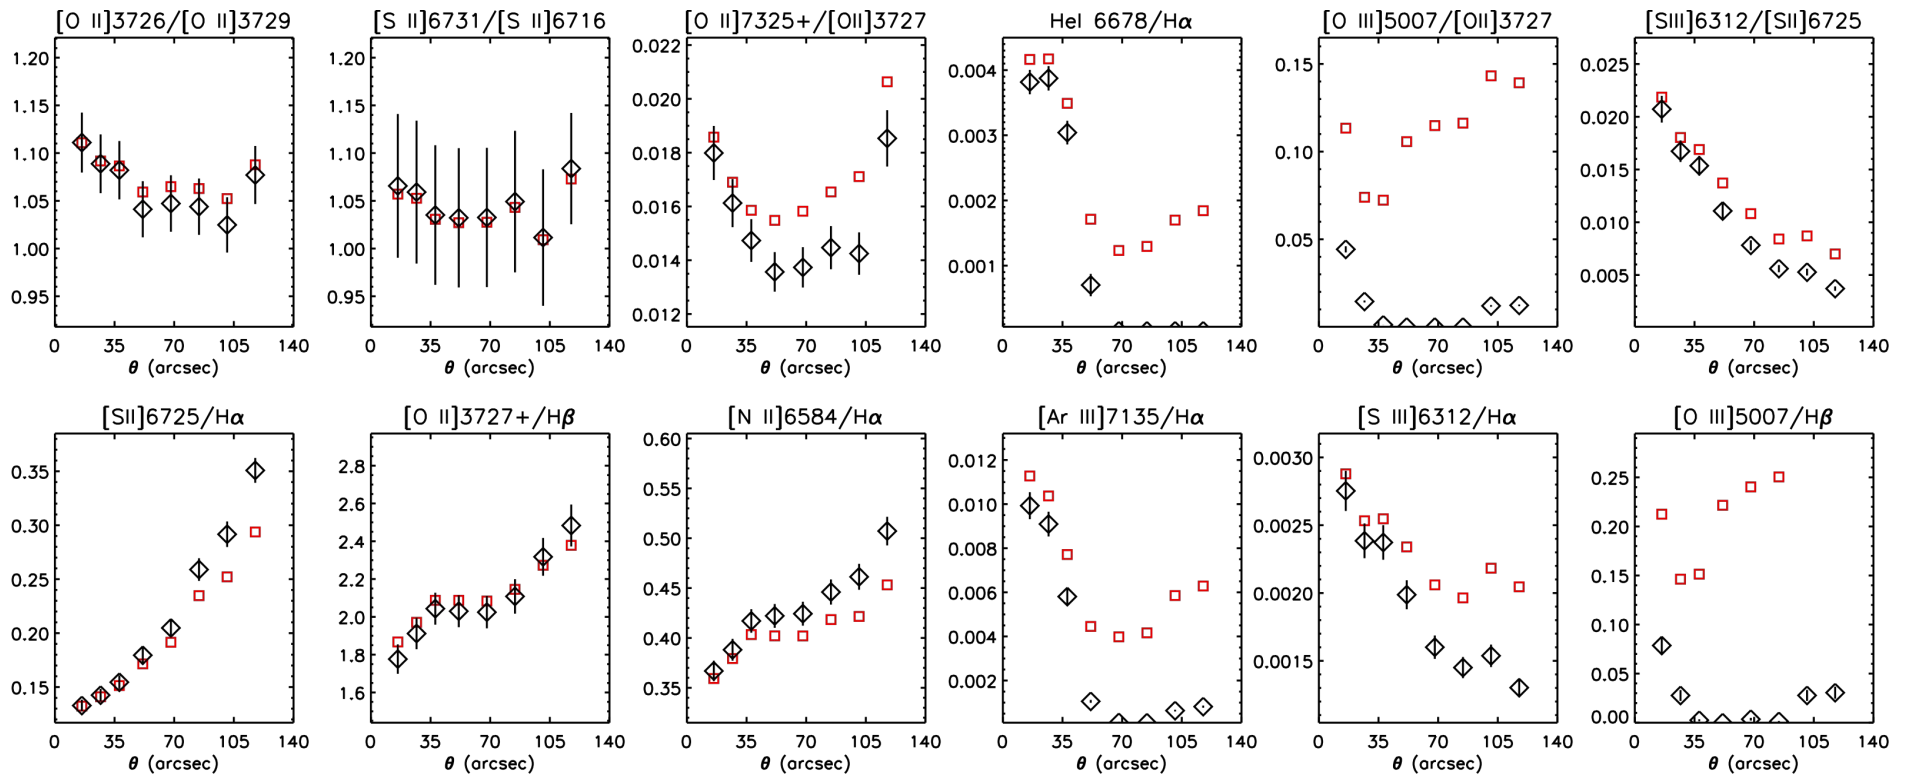 [O II]3726/[O II]3729
1.20
1.15
1.10
1.05
1.00
0.95
0 35 70 105 140
θ (arcsec)
[S II]6731/[S II]6716
1.20
1.15
1.10
1.05
1.00
0.95
0 35 70 105 140
θ (arcsec)
[O II]7325+/[OII]3727
0.022
0.020
0.018
0.016
0.014
0.012
0 35 70 105 140
θ (arcsec)
HeI 6678/Hα
0.004
0.003
0.002
0.001
0 35 70 105 140
θ (arcsec)
[O III]5007/[OII]3727
0.15
0.10
0.05
0 35 70 105 140
θ (arcsec)
[SIII]6312/[SII]6725
0.025
0.020
0.015
0.010
0.005
0 35 70 105 140
θ (arcsec)
[SII]6725/Hα
0.35
0.30
0.25
0.20
0.15
0 35 70 105 140
θ (arcsec)
[O II]3727+/Hβ
2.8
2.6
2.4
2.2
2.0
1.8
1.6
0 35 70 105 140
θ (arcsec)
[N II]6584/Hα
0.60
0.55
0.50
0.45
0.40
0.35
0 35 70 105 140
θ (arcsec)
[Ar III]7135/Hα
0.012
0.010
0.008
0.006
0.004
0.002
0 35 70 105 140
θ (arcsec)
[S III]6312/Hα
0.0030
0.0025
0.0020
0.0015
0 35 70 105 140
θ (arcsec)
[O III]5007/Hβ
0.25
0.20
0.15
0.10
0.05
0.00
0 35 70 105 140
θ (arcsec)